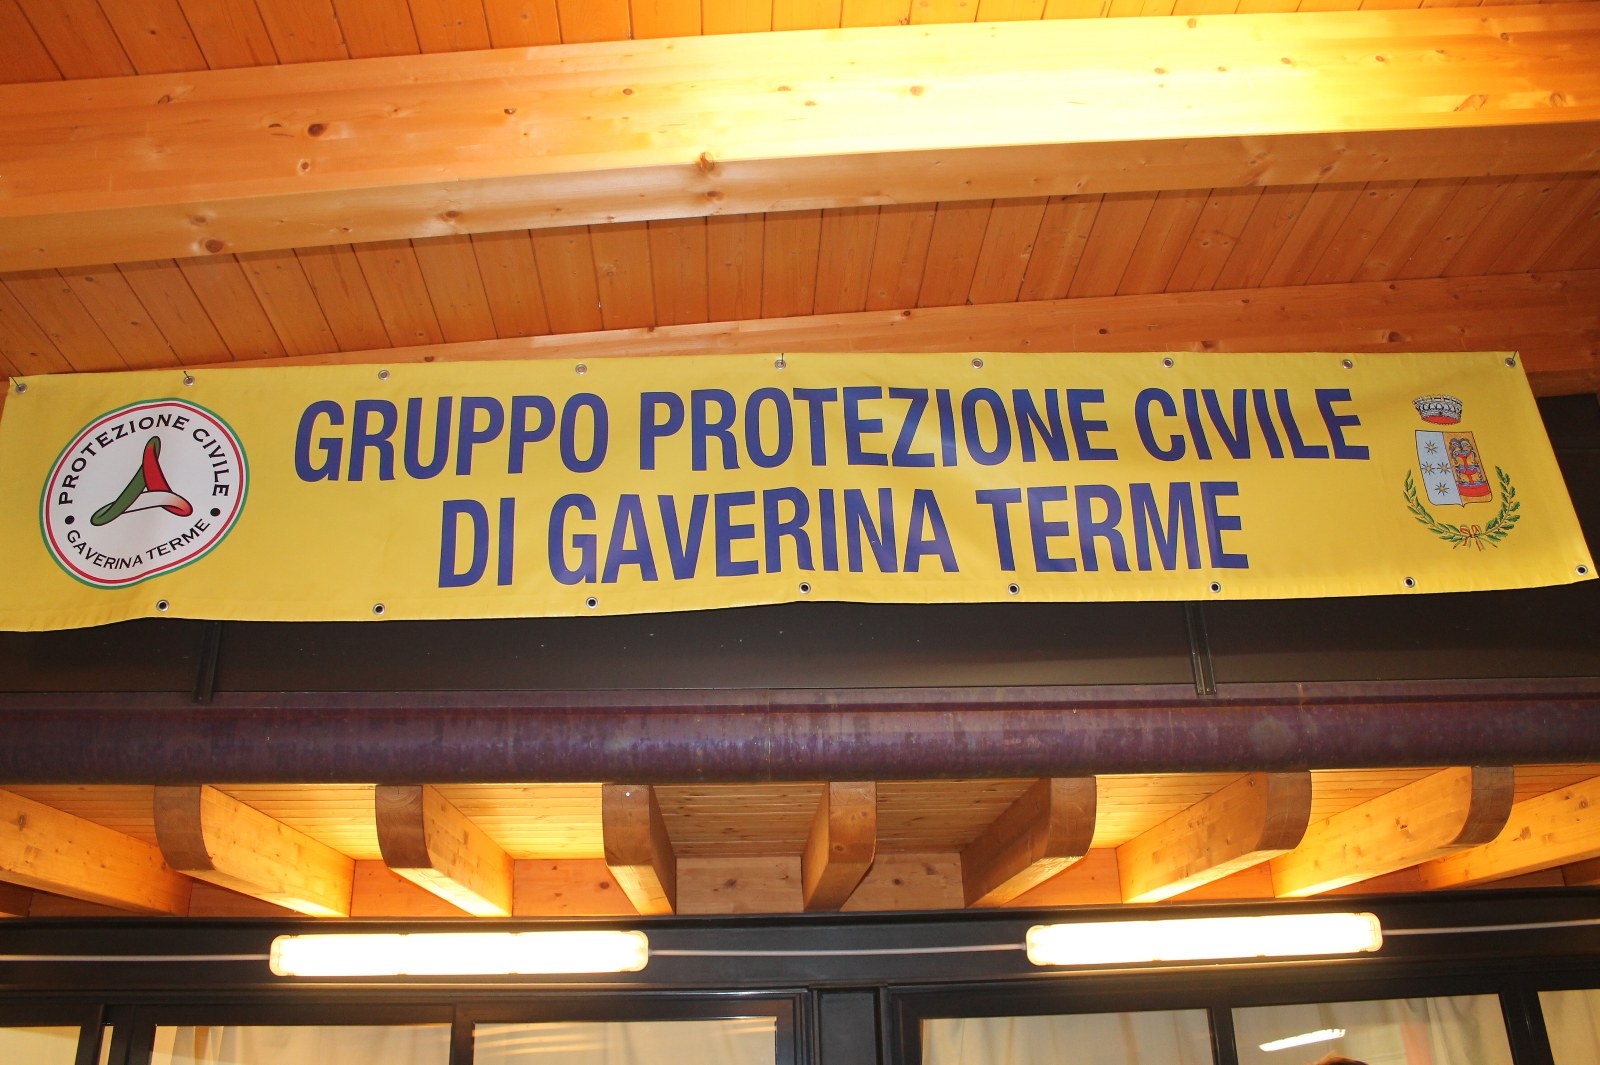 PROTEZIONE CIVILE
• GAVERINA TERME •
GRUPPO PROTEZIONE CIVILE
DI GAVERINA TERME